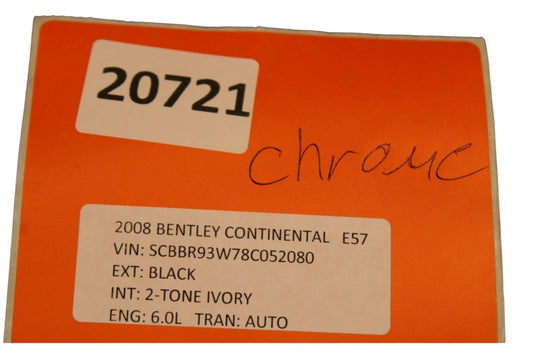 20721
chrome
2008 BENTLEY CONTINENTAL E57
VIN: SCBBR93W78C052080
EXT: BLACK
INT: 2-TONE IVORY
ENG: 6.0L TRAN: AUTO